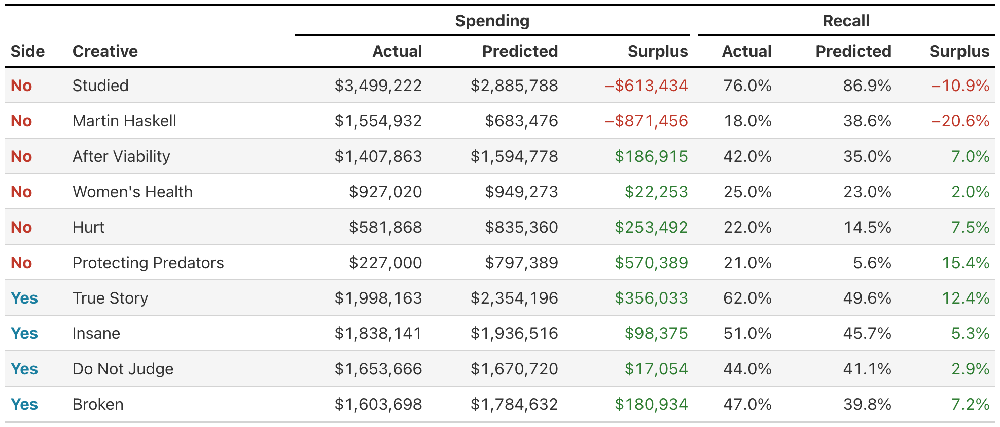 Spending Recall
Side Creative Actual Predicted Surplus Actual Predicted Surplus
No Studied $3,499,222 $2,885,788 −$613,434 76.0% 86.9% −10.9%
No Martin Haskell $1,554,932 $683,476 −$871,456 18.0% 38.6% −20.6%
No After Viability $1,407,863 $1,594,778 $186,915 42.0% 35.0% 7.0%
No Women's Health $927,020 $949,273 $22,253 25.0% 23.0% 2.0%
No Hurt $581,868 $835,360 $253,492 22.0% 14.5% 7.5%
No Protecting Predators $227,000 $797,389 $570,389 21.0% 5.6% 15.4%
Yes True Story $1,998,163 $2,354,196 $356,033 62.0% 49.6% 12.4%
Yes Insane $1,838,141 $1,936,516 $98,375 51.0% 45.7% 5.3%
Yes Do Not Judge $1,653,666 $1,670,720 $17,054 44.0% 41.1% 2.9%
Yes Broken $1,603,698 $1,784,632 $180,934 47.0% 39.8% 7.2%